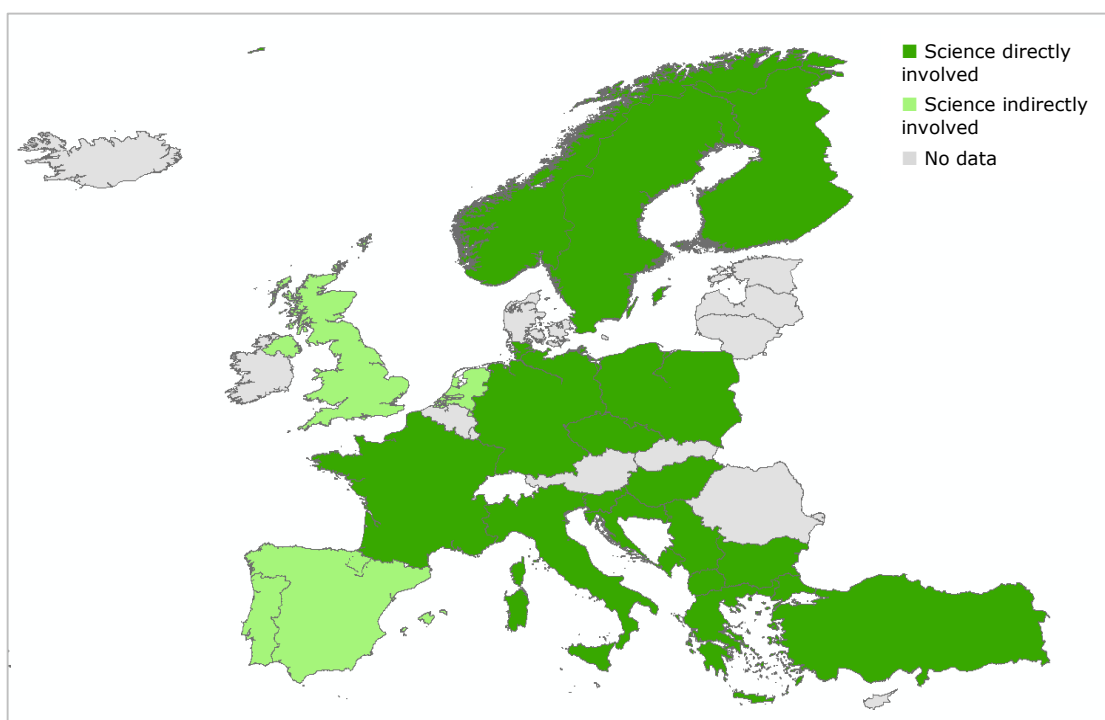 Science directly
involved
Science indirectly
involved
No data